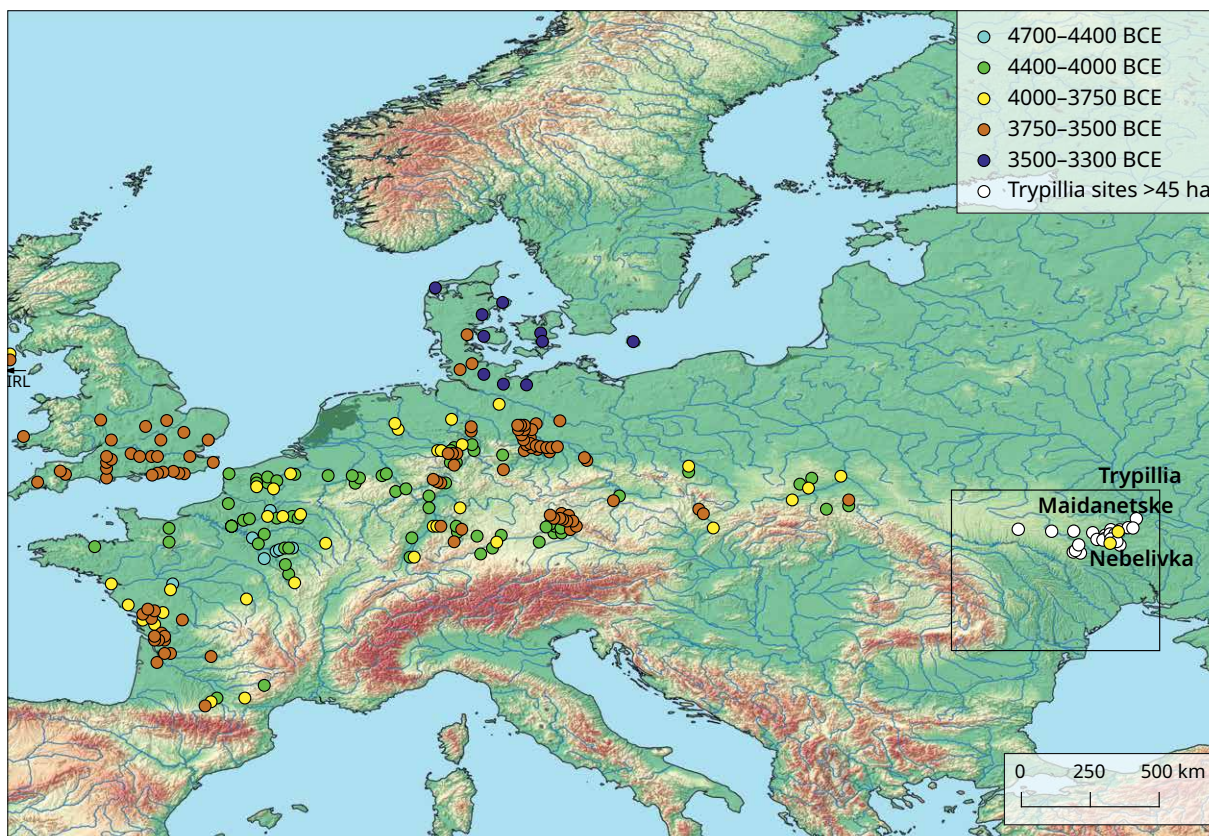 4700–4400 BCE
4400–4000 BCE
4000–3750 BCE
3750–3500 BCE
3500–3300 BCE
Trypillia sites >45 ha
IRL
Trypillia
Maidanetske
Nebelivka
0 250 500 km